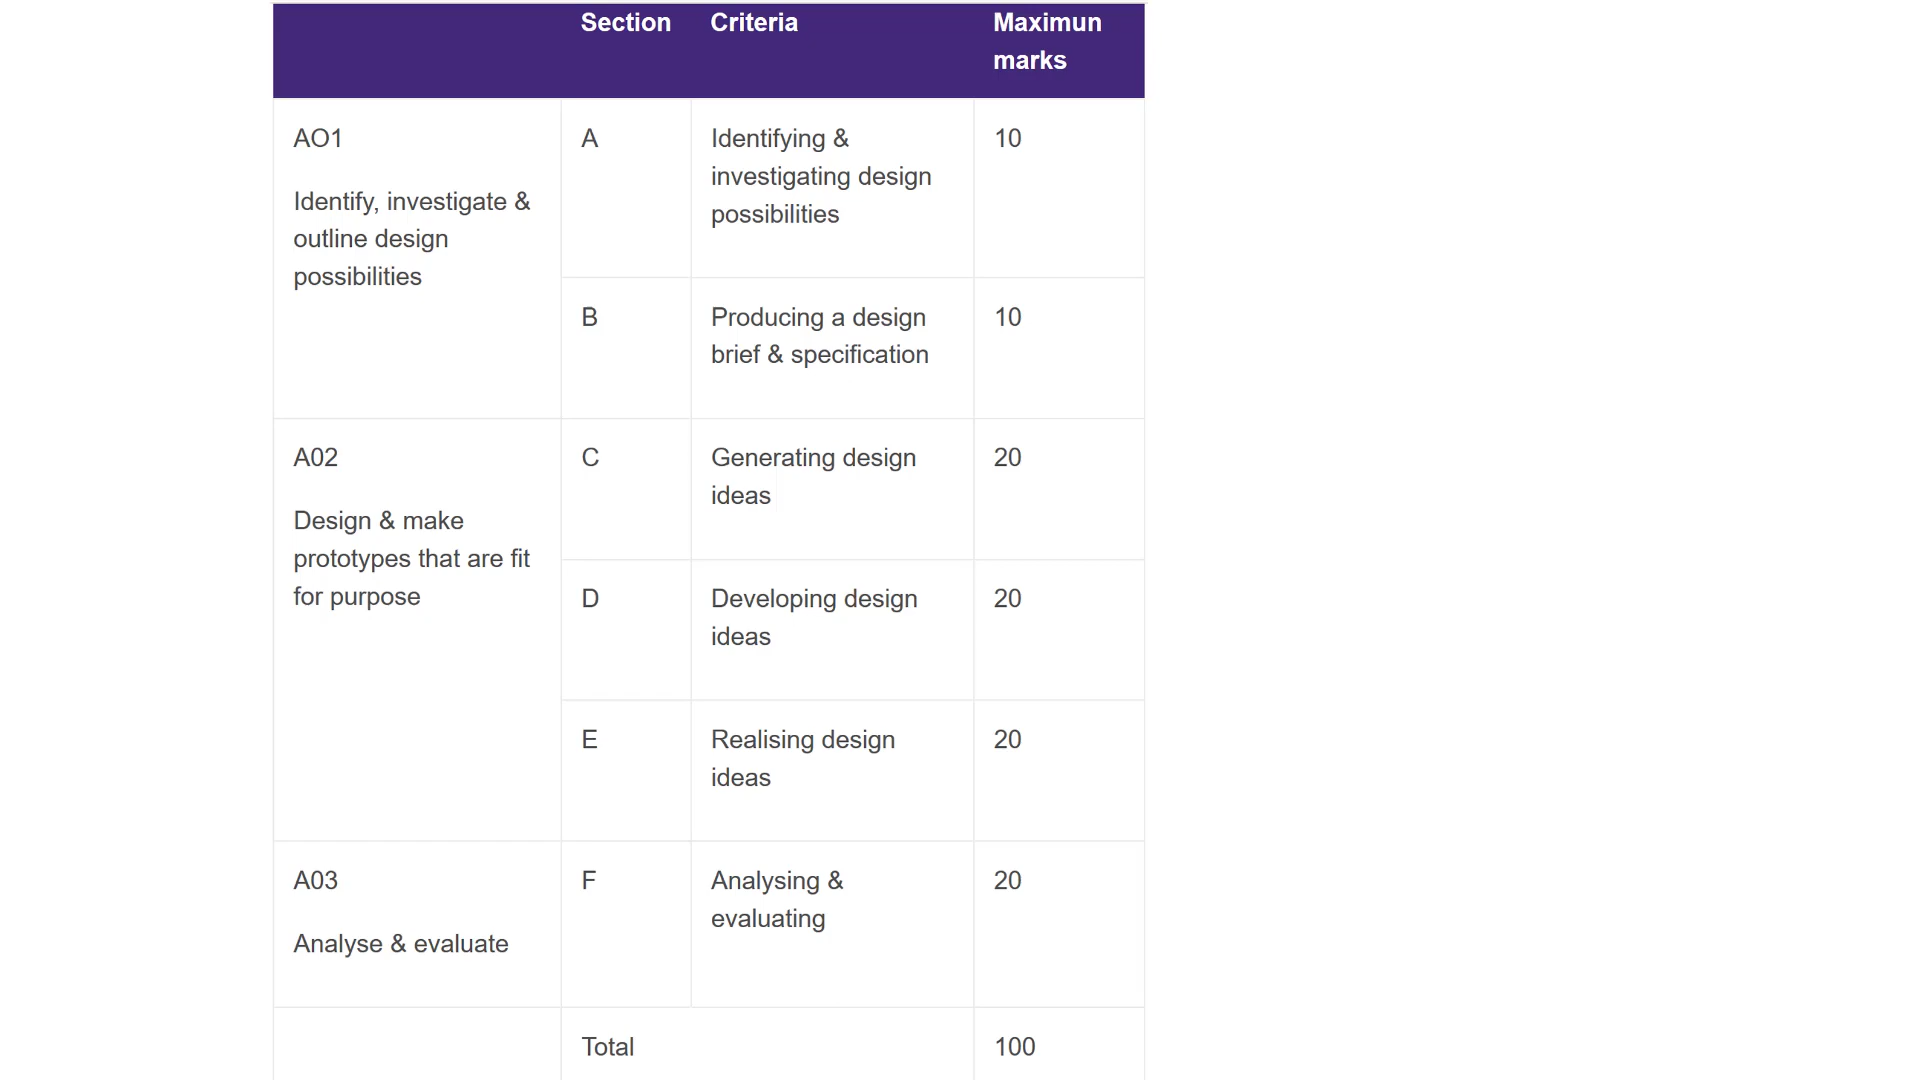 Section Criteria Maximun
marks
AO1 A Identifying & 10
investigating design
Identify, investigate &
possibilities
outline design
possibilities
B Producing a design 10
brief & specification
A02 C Generating design 20
ideas
Design & make
prototypes that are fit
for purpose
D Developing design 20
ideas
E Realising design 20
ideas
A03 F Analysing & 20
evaluating
Analyse & evaluate
Total 100